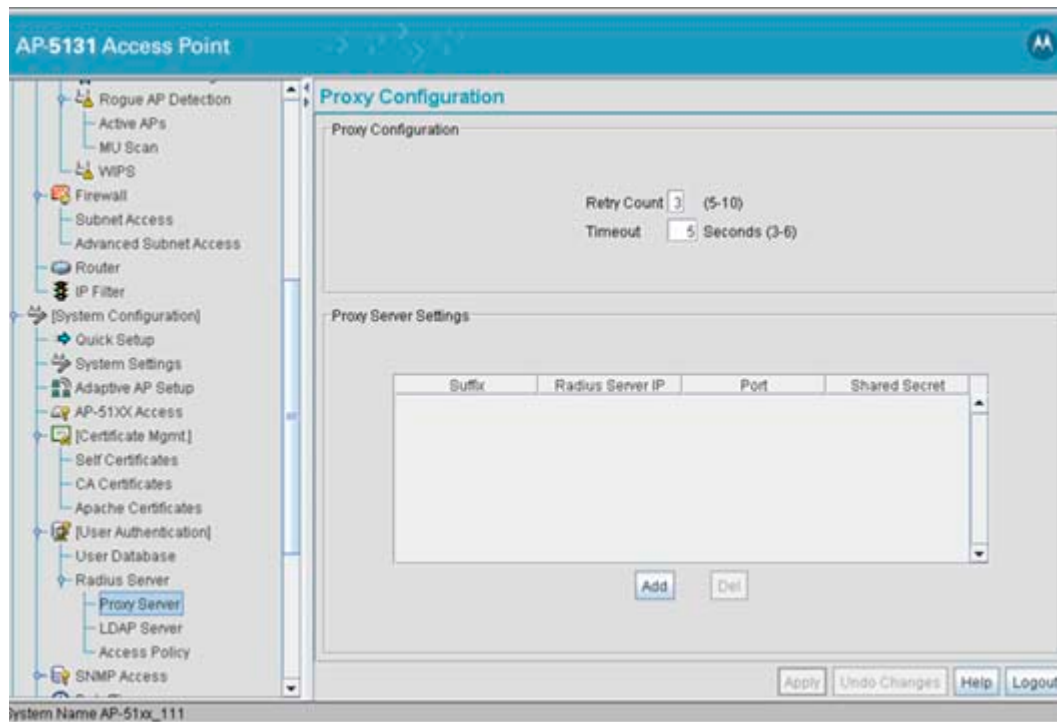 AP-5131 Access Point
Rogue AP Detection
Active APs
MU Scan
WIPS
Firewall
Subnet Access
Advanced Subnet Access
Router
IP Filter
[System Configuration]
Quick Setup
System Settings
Adaptive AP Setup
AP-51XX Access
[Certificate Mgmt.]
Self Certificates
CA Certificates
Apache Certificates
[User Authentication]
User Database
Radius Server
Proxy Server
LDAP Server
Access Policy
SNMP Access
Proxy Configuration
Proxy Configuration
Retry Count 3 (5-10)
Timeout 5 Seconds (3-6)
Proxy Server Settings
Suffix Radius Server IP Port Shared Secret
Add Del
Apply Undo Changes Help Logout
System Name AP-51xx_111